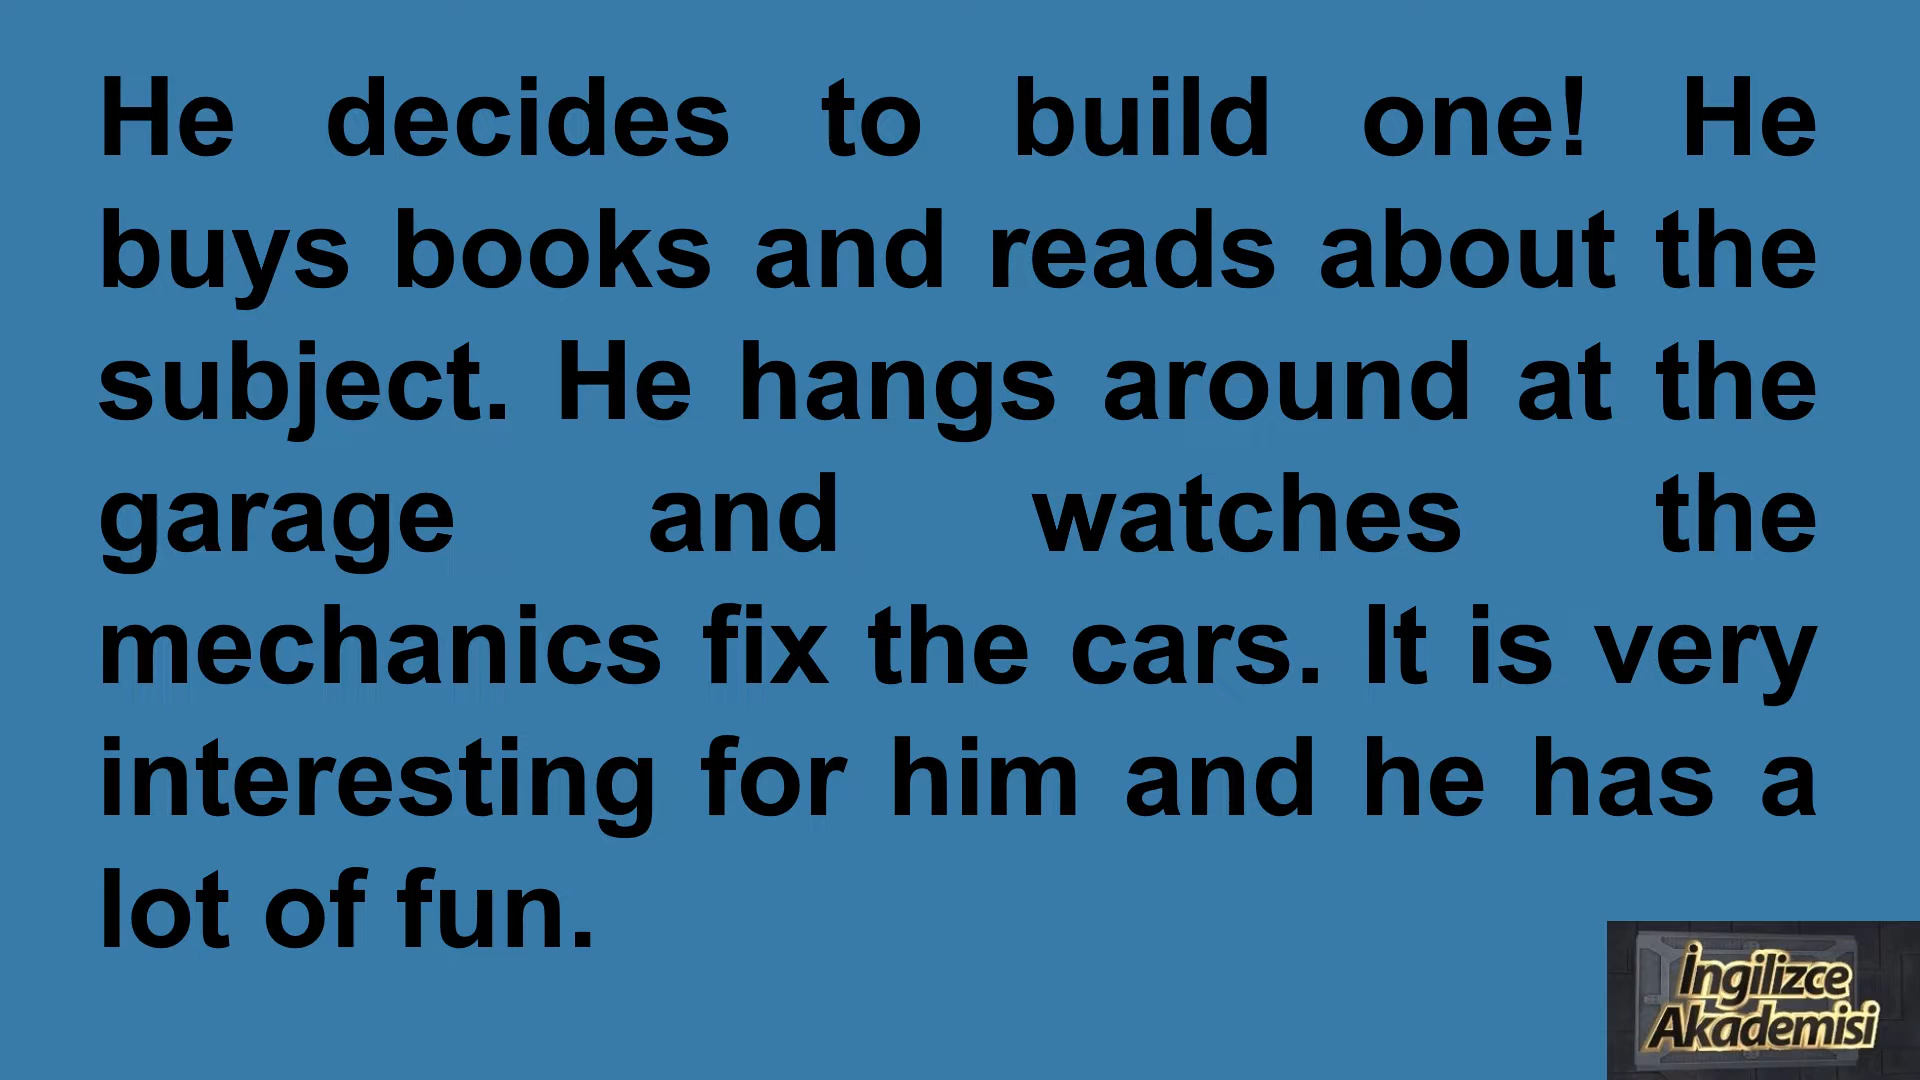 He decides to build one! He
buys books and reads about the
subject. He hangs around at the
garage and watches the
mechanics fix the cars. It is very
interesting for him and he has a
lot of fun.
İngilizce
Akademisi